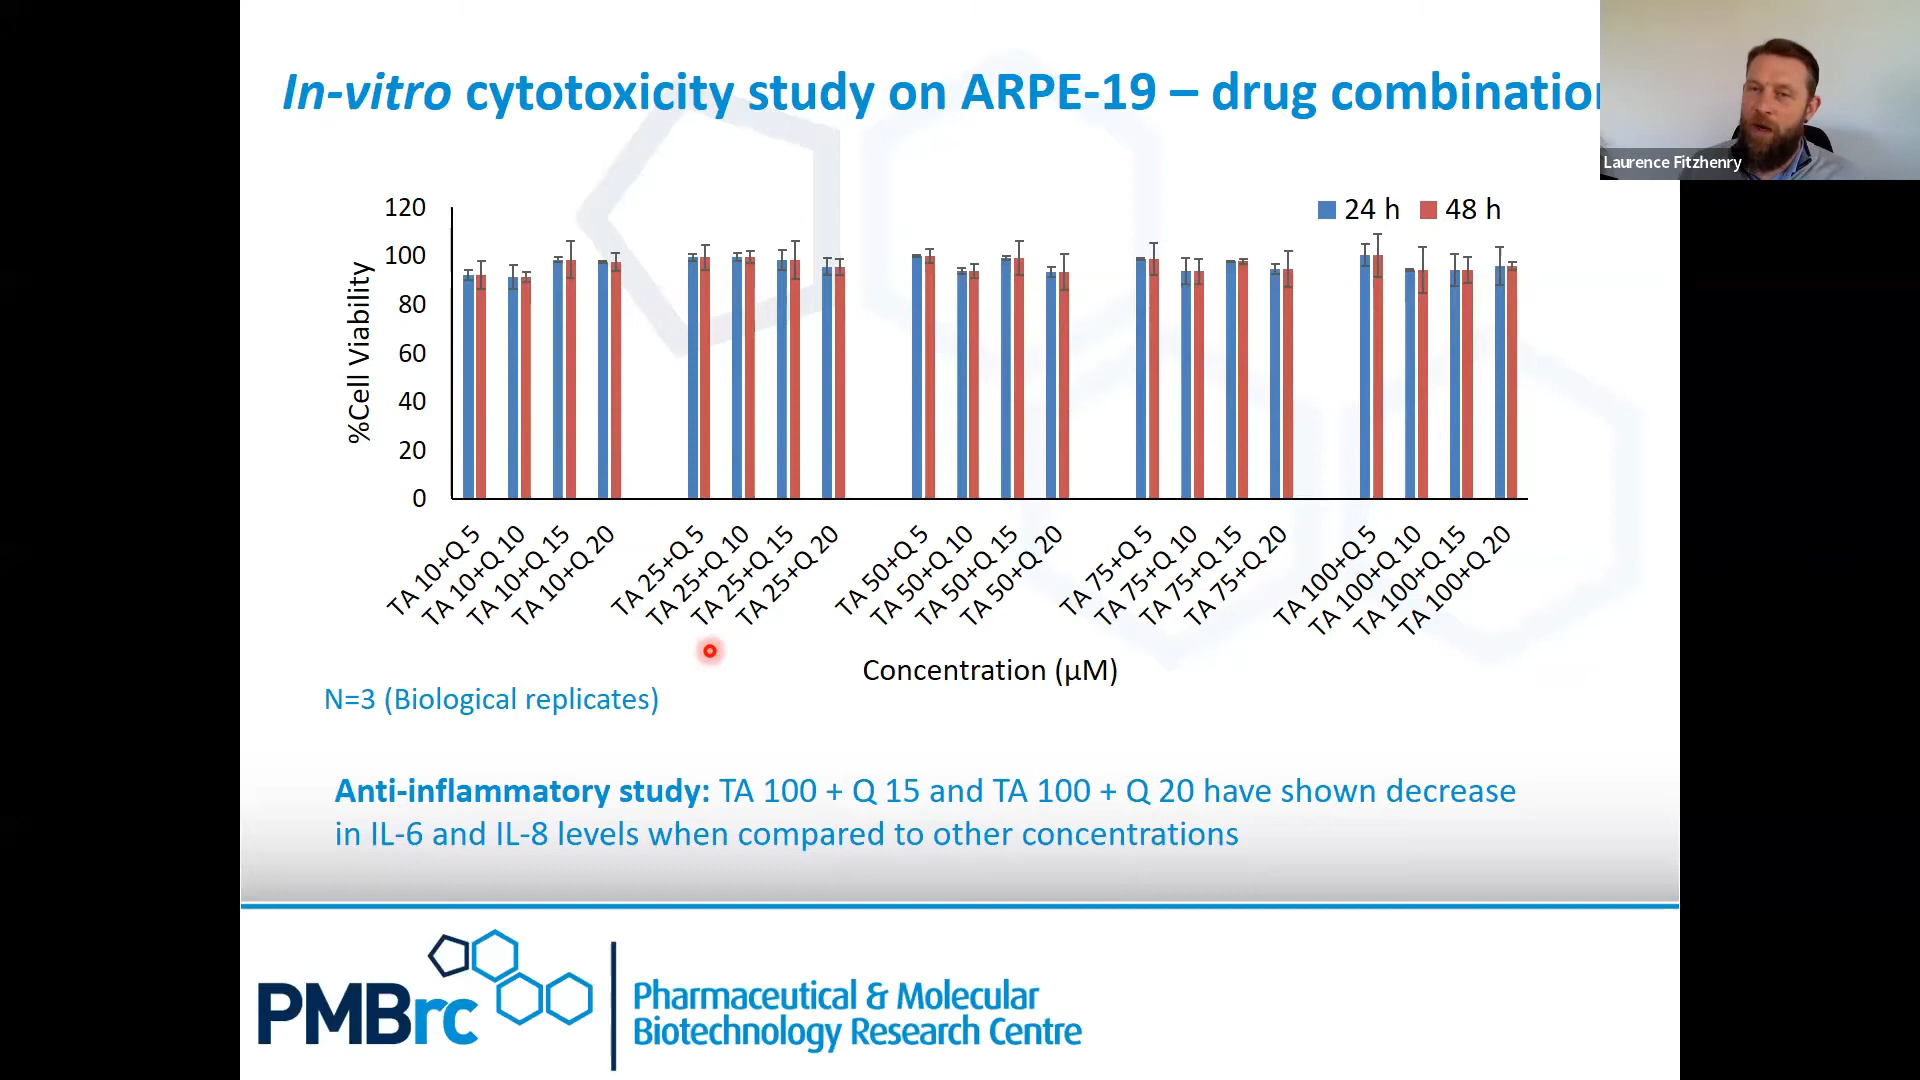 In-vitro cytotoxicity study on ARPE-19 – drug combination
Laurence Fitzhenry
24 h 48 h
120
100
80
60
40
20
0
%Cell Viability
TA 10+Q 5
TA 10+Q 10
TA 10+Q 15
TA 10+Q 20
TA 25+Q 5
TA 25+Q 10
TA 25+Q 15
TA 25+Q 20
TA 50+Q 5
TA 50+Q 10
TA 50+Q 15
TA 50+Q 20
TA 75+Q 5
TA 75+Q 10
TA 75+Q 15
TA 75+Q 20
TA 100+Q 5
TA 100+Q 10
TA 100+Q 15
TA 100+Q 20
Concentration (µM)
N=3 (Biological replicates)
Anti-inflammatory study: TA 100 + Q 15 and TA 100 + Q 20 have shown decrease
in IL-6 and IL-8 levels when compared to other concentrations
PMBrc
Pharmaceutical & Molecular
Biotechnology Research Centre